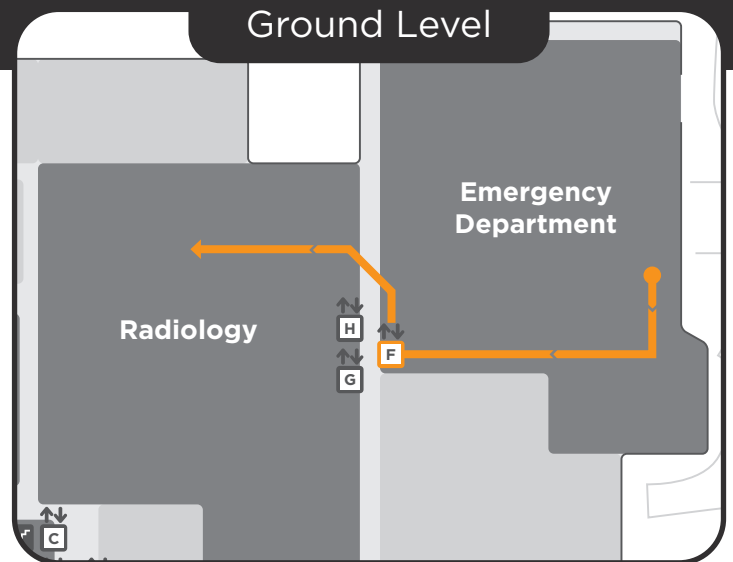 Ground Level
Emergency
Department
Radiology
H
F
G
C